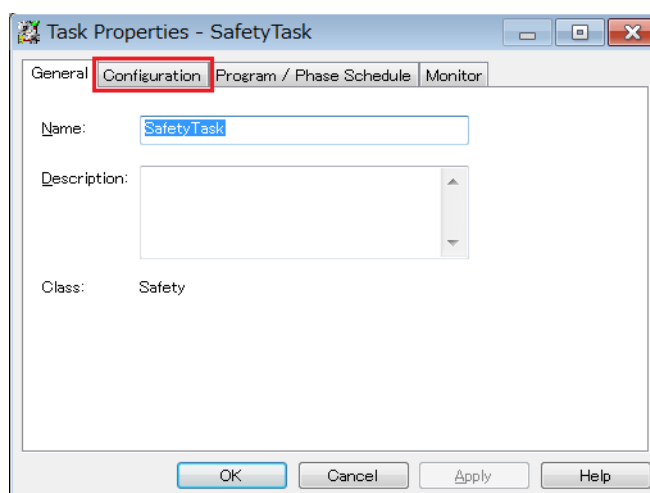 Task Properties - SafetyTask
General Configuration Program / Phase Schedule Monitor
Name: SafetyTask
Description:
Class: Safety
OK Cancel Apply Help